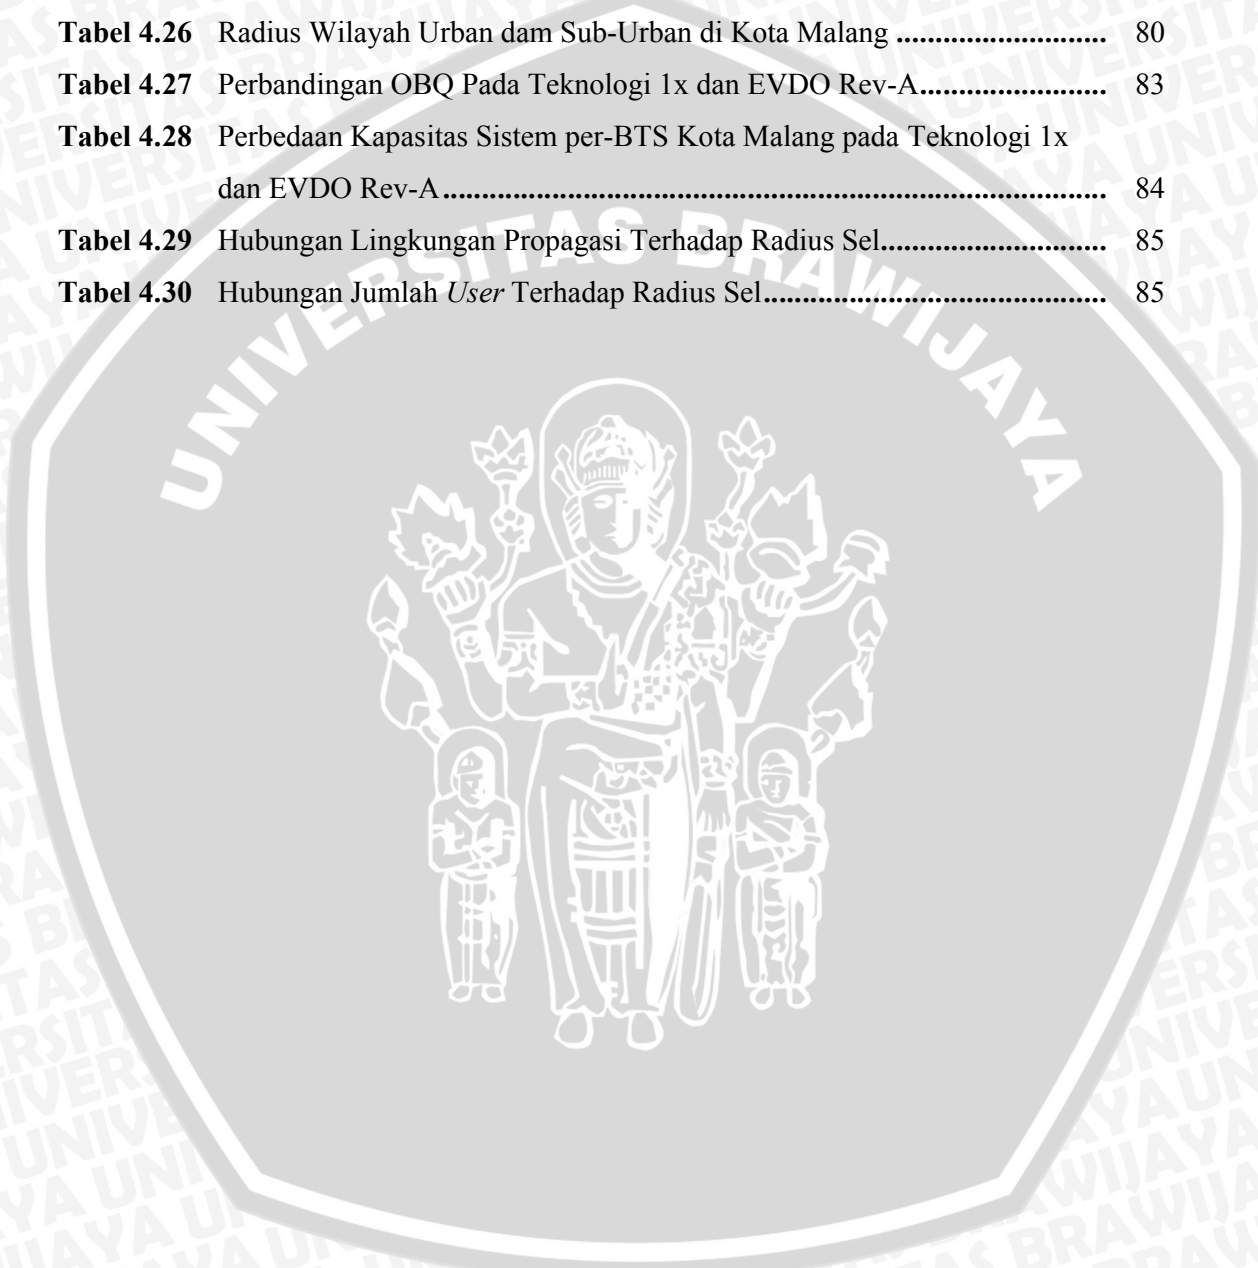 Tabel 4.26 Radius Wilayah Urban dam Sub-Urban di Kota Malang ........................... 80
Tabel 4.27 Perbandingan OBQ Pada Teknologi 1x dan EVDO Rev-A........................ 83
Tabel 4.28 Perbedaan Kapasitas Sistem per-BTS Kota Malang pada Teknologi 1x
dan EVDO Rev-A..................................................................................... 84
Tabel 4.29 Hubungan Lingkungan Propagasi Terhadap Radius Sel............................. 85
Tabel 4.30 Hubungan Jumlah User Terhadap Radius Sel............................................ 85
UNIVERSITAS BRAWIJAYA